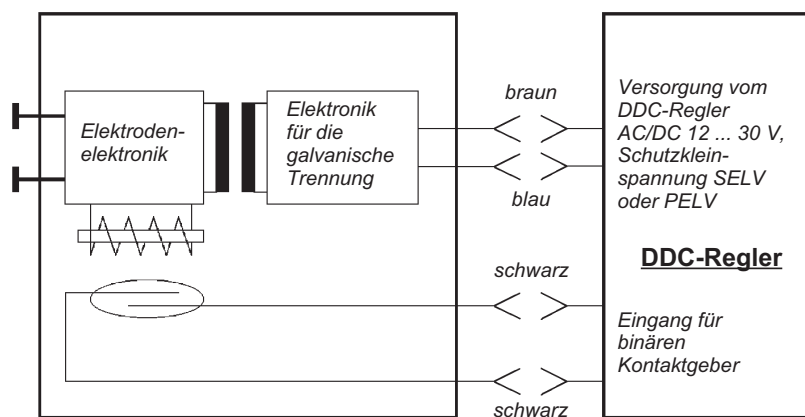 Elektroden-
elektronik
Elektronik
für die
galvanische
Trennung
braun
blau
schwarz
schwarz
Versorgung vom
DDC-Regler
AC/DC 12 ... 30 V,
Schutzklein-
spannung SELV
oder PELV
DDC-Regler
Eingang für
binären
Kontaktgeber